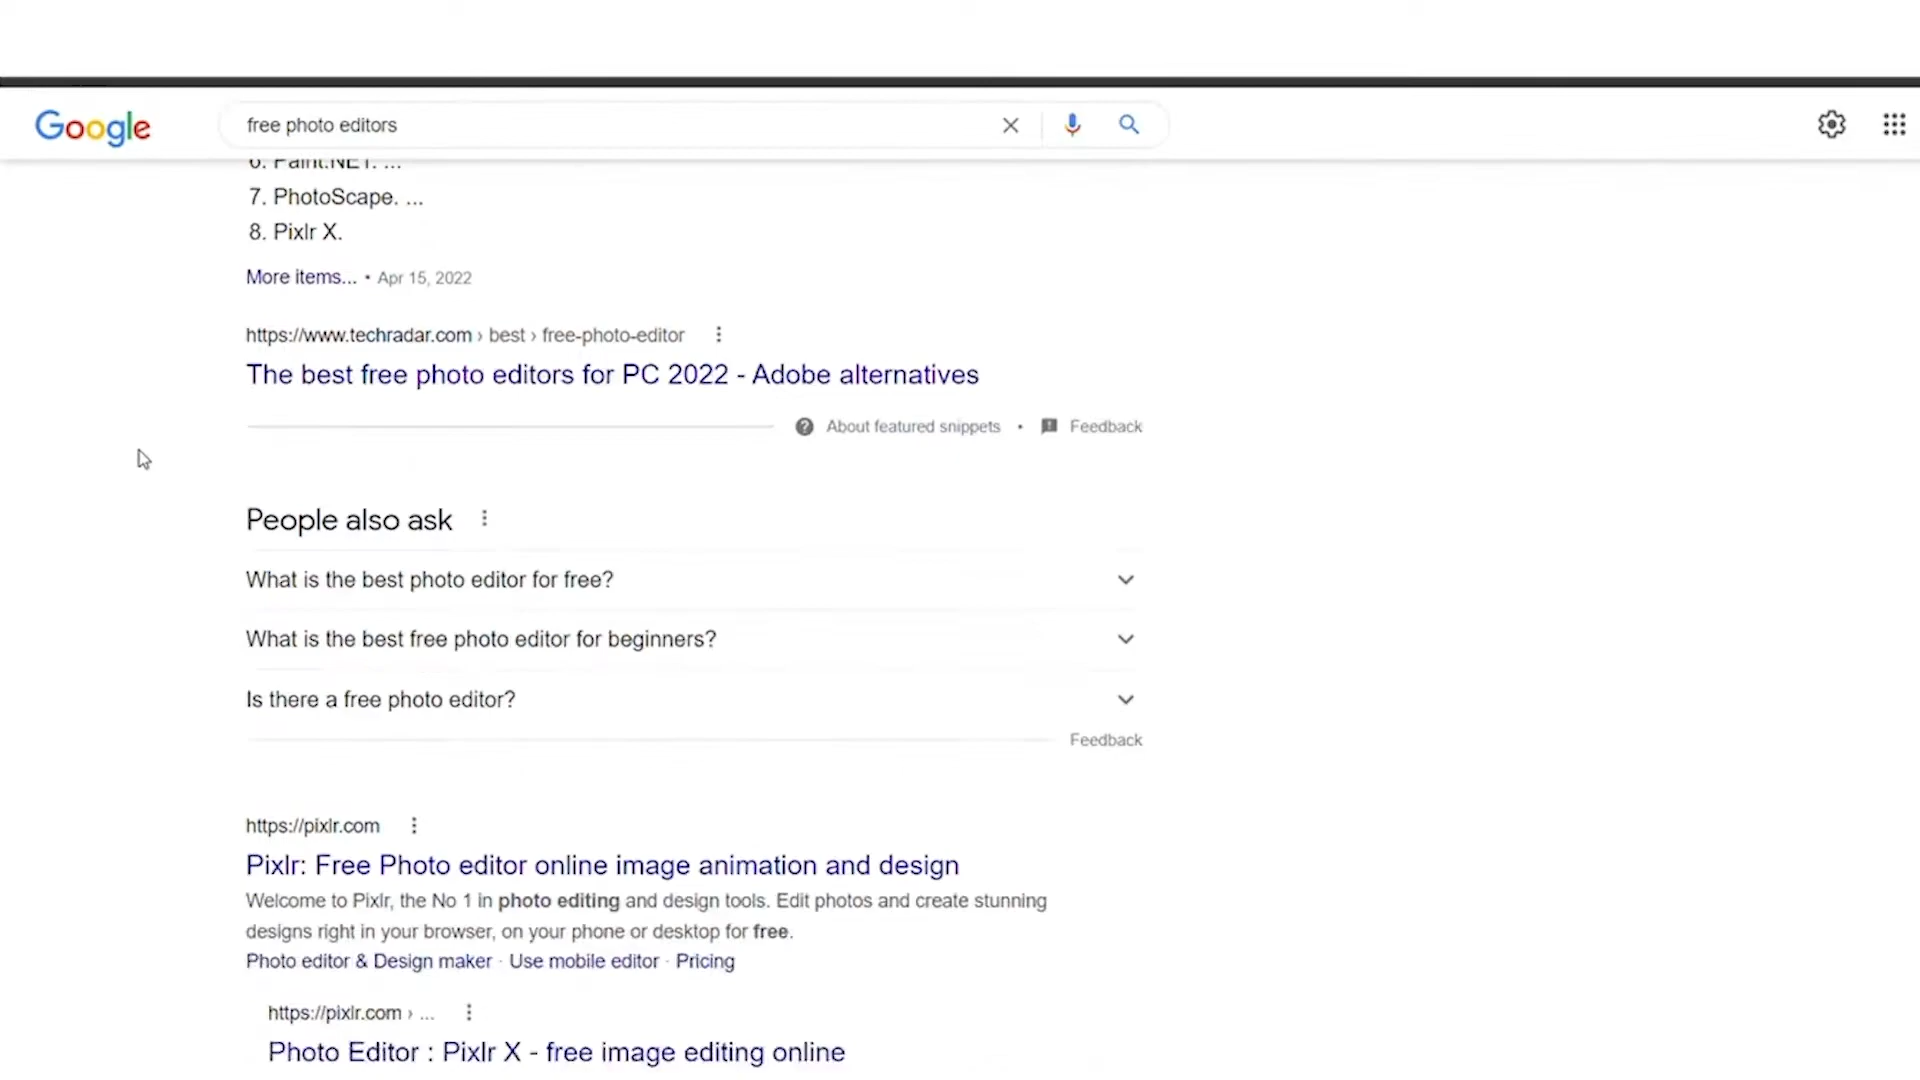 Google
free photo editors
6. Paint.NET. ...
7. PhotoScape. ...
8. Pixlr X.
More items... • Apr 15, 2022
https://www.techradar.com › best › free-photo-editor
The best free photo editors for PC 2022 - Adobe alternatives
About featured snippets • Feedback
People also ask
What is the best photo editor for free?
What is the best free photo editor for beginners?
Is there a free photo editor?
Feedback
https://pixlr.com
Pixlr: Free Photo editor online image animation and design
Welcome to Pixlr, the No 1 in photo editing and design tools. Edit photos and create stunning
designs right in your browser, on your phone or desktop for free.
Photo editor & Design maker · Use mobile editor · Pricing
https://pixlr.com › ...
Photo Editor : Pixlr X - free image editing online